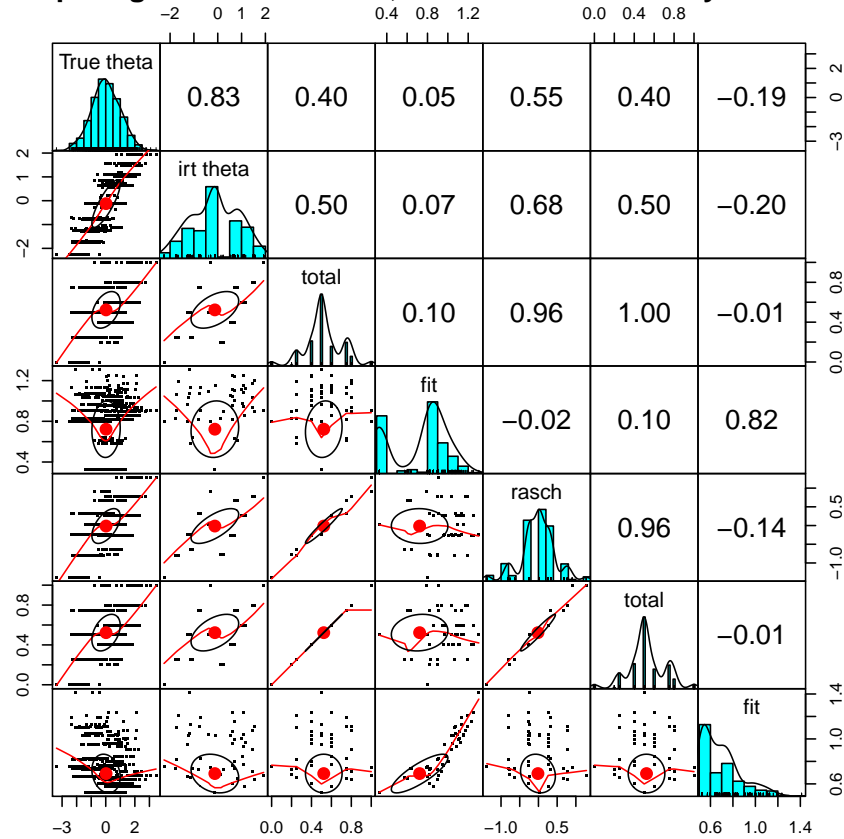 −2 0 1 2 0.4 0.8 1.2 0.0 0.4 0.8
True theta 0.83 0.40 0.05 0.55 0.40 −0.19 −3 0 2
−2 0 1 2 irt theta 0.50 0.07 0.68 0.50 −0.20
total 0.10 0.96 1.00 −0.01 0.0 0.4 0.8
0.4 0.8 1.2 fit −0.02 0.10 0.82
rasch 0.96 −0.14 −1.0 0.5
0.0 0.4 0.8 total −0.01
fit 0.6 1.0 1.4
−3 0 2 0.0 0.4 0.8 −1.0 0.5 0.6 1.0 1.4